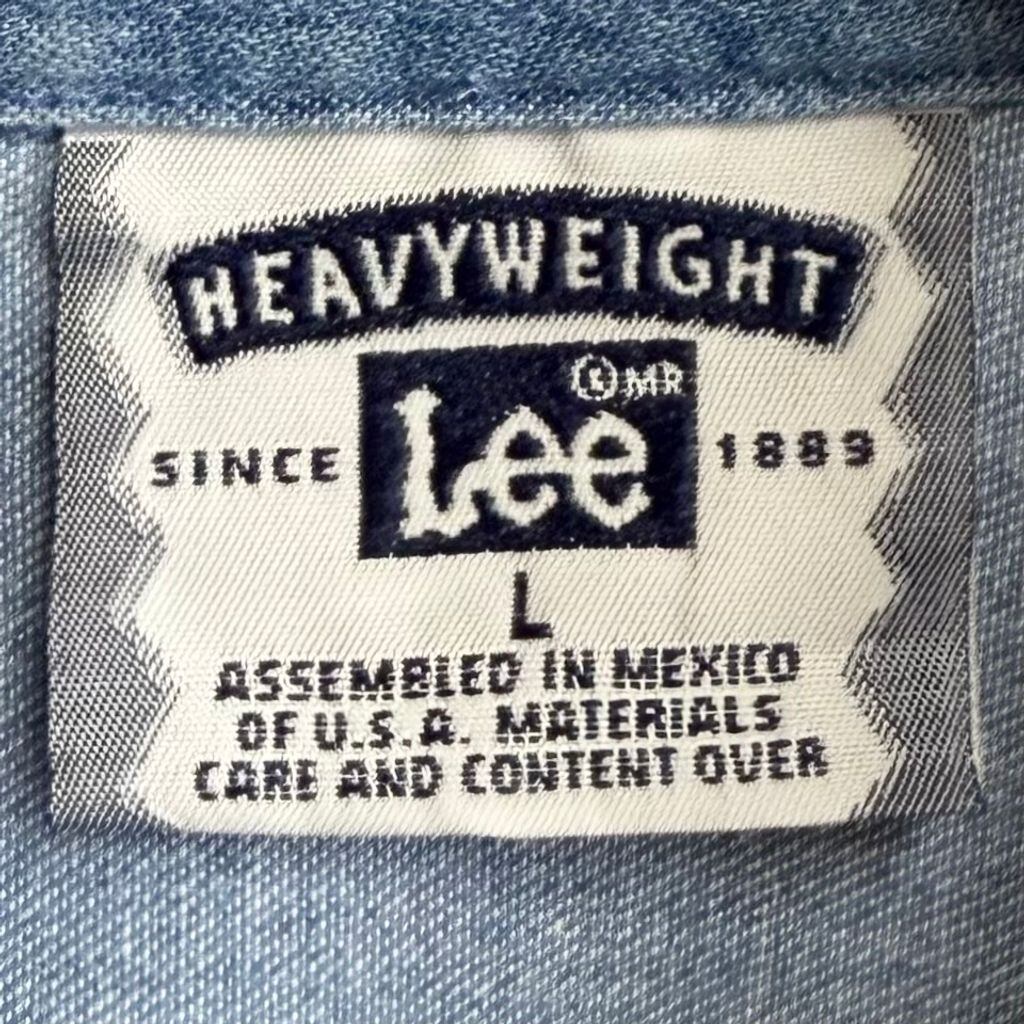 HEAVYWEIGHT
MR
Lee
SINCE 1889
L
ASSEMBLED IN MEXICO
OF U.S.A. MATERIALS
CARE AND CONTENT OVER